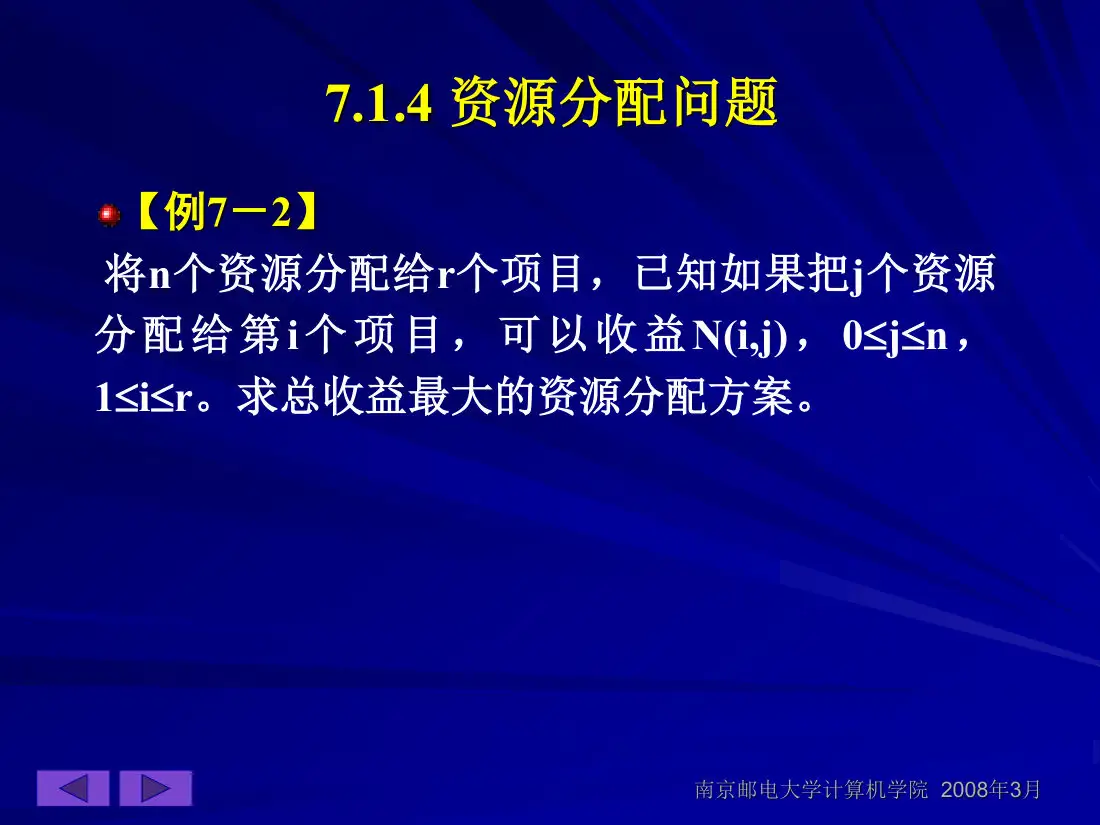 7.1.4 资源分配问题
【例7－2】
将n个资源分配给r个项目，已知如果把j个资源
分配给第i个项目，可以收益N(i,j)，0≤j≤n，
1≤i≤r。求总收益最大的资源分配方案。
南京邮电大学计算机学院 2008年3月